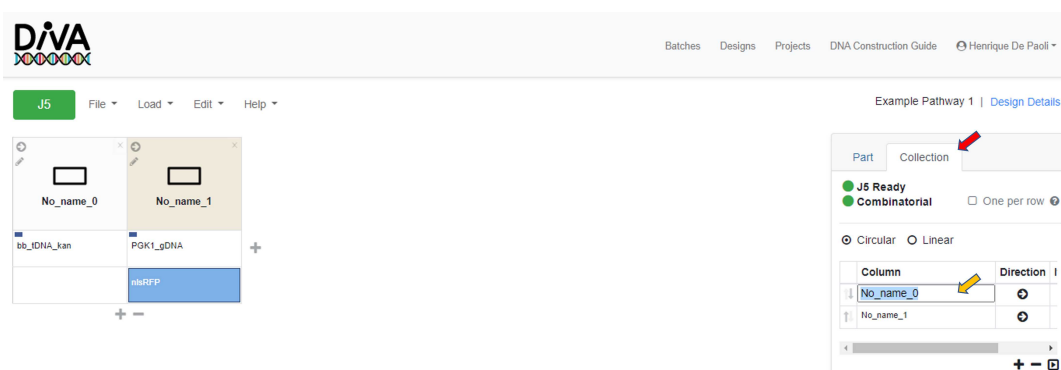 DiVA
Batches Designs Projects DNA Construction Guide Henrique De Paoli
J5 File Load Edit Help
Example Pathway 1 | Design Details
Part Collection
x x
No_name_0 No_name_1
J5 Ready
Combinatorial One per row
bb_tDNA_kan PGK1_gDNA
Circular Linear
nlsRFP
Column Direction
No_name_0
No_name_1